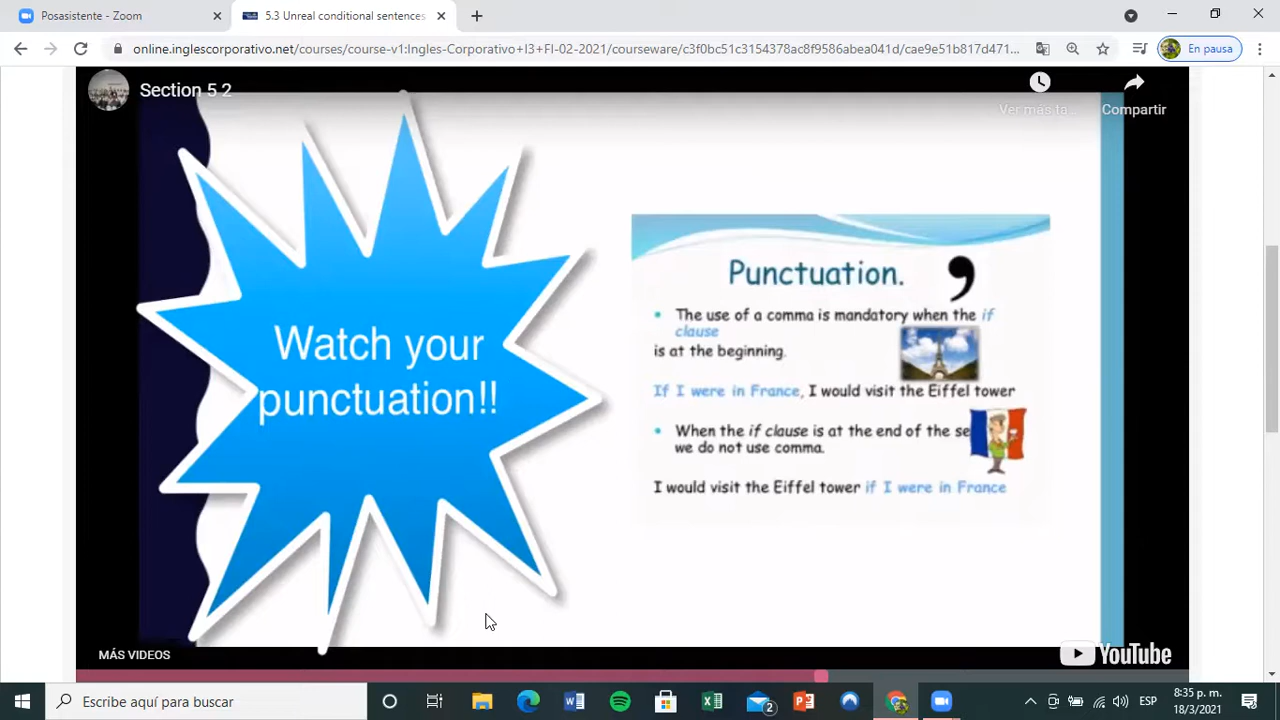 Posasistente - Zoom
5.3 Unreal conditional sentences
online.inglescorporativo.net/courses/course-v1:Ingles-Corporativo+I3+FI-02-2021/courseware/c3f0bc51c3154378ac8f9586abea041d/cae9e51b817d471...
En pausa
Section 5 2
Ver más ta...
Compartir
Watch your
punctuation!!
Punctuation. ,
• The use of a comma is mandatory when the if
clause
is at the beginning.
If I were in France, I would visit the Eiffel tower
• When the if clause is at the end of the se
we do not use comma.
I would visit the Eiffel tower if I were in France
MÁS VIDEOS
YouTube
Escribe aquí para buscar
2
ESP
8:35 p. m.
18/3/2021